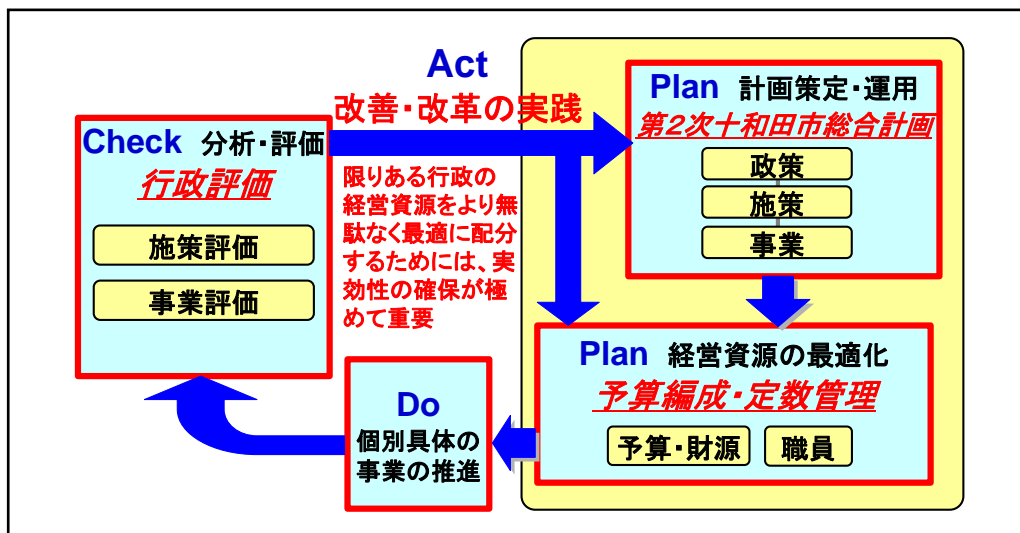 Act
改善・改革の実践
Check 分析・評価
行政評価
施策評価
事業評価
限りある行政の
経営資源をより無
駄なく最適に配分
するためには、実
効性の確保が極
めて重要
Plan 計画策定・運用
第2次十和田市総合計画
政策
施策
事業
Plan 経営資源の最適化
予算編成・定数管理
予算・財源
職員
Do
個別具体の
事業の推進